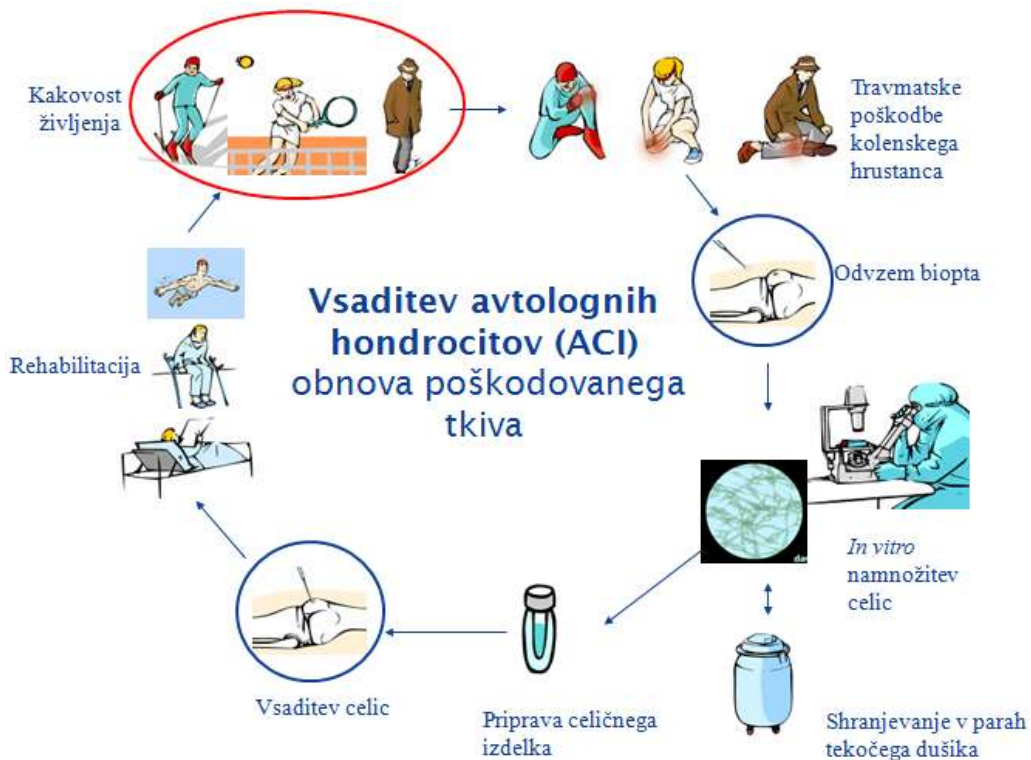 Kakovost
življenja
Travmatske
poškodbe
kolenskega
hrustanca
Odvzem biopta
Vsaditev avtolognih
hondrocitov (ACI)
obnova poškodovanega
tkiva
Rehabilitacija
In vitro
namnožitev
celic
Vsaditev celic
Priprava celičnega
izdelka
Shranjevanje v parah
tekočega dušika